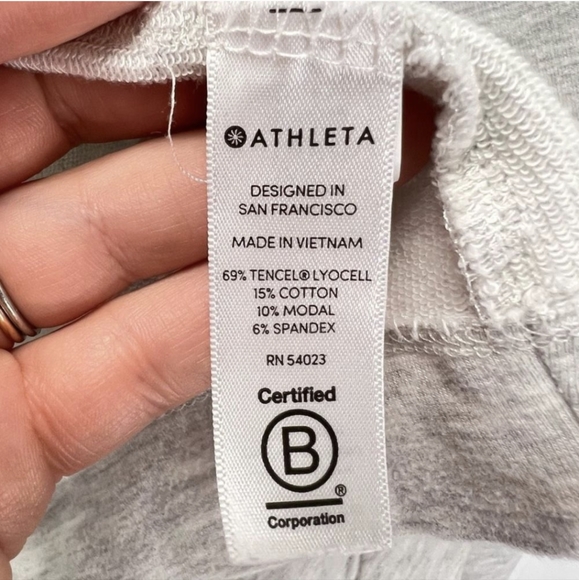 ATHLETA
DESIGNED IN
SAN FRANCISCO
MADE IN VIETNAM
69% TENCEL® LYOCELL
15% COTTON
10% MODAL
6% SPANDEX
RN 54023
Certified
B
®
Corporation